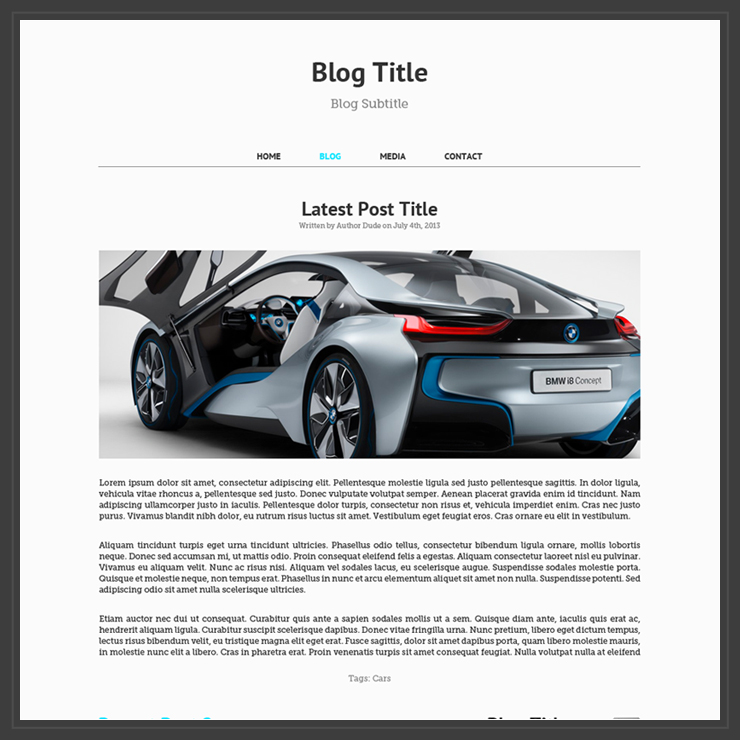 Blog Title
Blog Subtitle
HOME BLOG MEDIA CONTACT
Latest Post Title
Written by Author Dude on July 4th, 2013
BMW i8 Concept
Lorem ipsum dolor sit amet, consectetur adipiscing elit. Pellentesque molestie ligula sed justo pellentesque sagittis. In dolor ligula,
vehicula vitae rhoncus a, pellentesque sed justo. Donec vulputate volutpat semper. Aenean placerat gravida enim id tincidunt. Nam
adipiscing ullamcorper justo in iaculis. Pellentesque dolor turpis, consectetur non risus et, vehicula imperdiet enim. Cras nec justo
purus. Vivamus blandit nibh dolor, eu rutrum risus luctus sit amet. Vestibulum eget feugiat eros. Cras ornare eu elit in vestibulum.
Aliquam tincidunt turpis eget urna tincidunt ultricies. Phasellus odio tellus, consectetur bibendum ligula ornare, mollis lobortis
neque. Donec sed accumsan mi, ut mattis odio. Proin consequat eleifend felis a egestas. Aliquam consectetur laoreet nisl eu pulvinar.
Vivamus eu aliquam velit. Nunc ac risus nisi. Aliquam vel sodales lacus, eu scelerisque augue. Suspendisse sodales molestie porta.
Quisque et molestie neque, non tempus erat. Phasellus in nunc et arcu elementum aliquet sit amet non nulla. Suspendisse potenti. Sed
adipiscing odio sit amet nulla scelerisque ultricies.
Etiam auctor nec dui ut consequat. Curabitur quis ante a sapien sodales mollis ut a sem. Quisque diam ante, iaculis quis erat ac,
hendrerit aliquam ligula. Curabitur suscipit scelerisque dapibus. Donec vitae fringilla urna. Nunc pretium, libero eget dictum tempus,
lectus risus bibendum velit, eu tristique magna elit eget erat. Fusce sagittis, dolor sit amet dapibus porta, quam libero molestie mauris,
in molestie nunc elit a libero. Cras in pharetra erat. Proin venenatis turpis sit amet consequat feugiat. Nulla volutpat nulla at eleifend
Tags: Cars